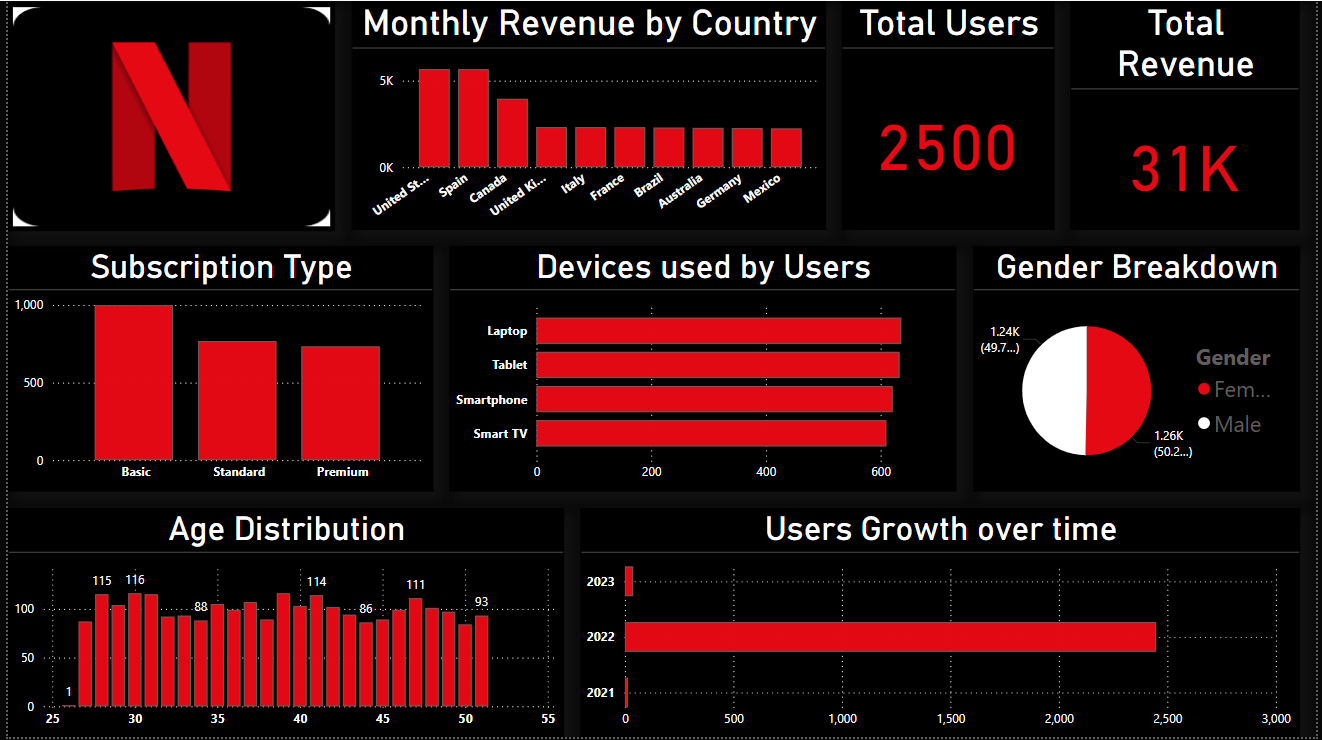 N
Monthly Revenue by Country
5K
0K
United St...
Spain
Canada
United Ki...
Italy
France
Brazil
Australia
Germany
Mexico
Total Users
2500
Total
Revenue
31K
Subscription Type
1,000
500
0
Basic
Standard
Premium
Devices used by Users
Laptop
Tablet
Smartphone
Smart TV
0 200 400 600
Gender Breakdown
1.24K
(49.7...)
1.26K
(50.2...)
Gender
Fem...
Male
Age Distribution
100
50
0
1 115 116 88 114 86 111 93
25 30 35 40 45 50 55
Users Growth over time
2023
2022
2021
0 500 1,000 1,500 2,000 2,500 3,000